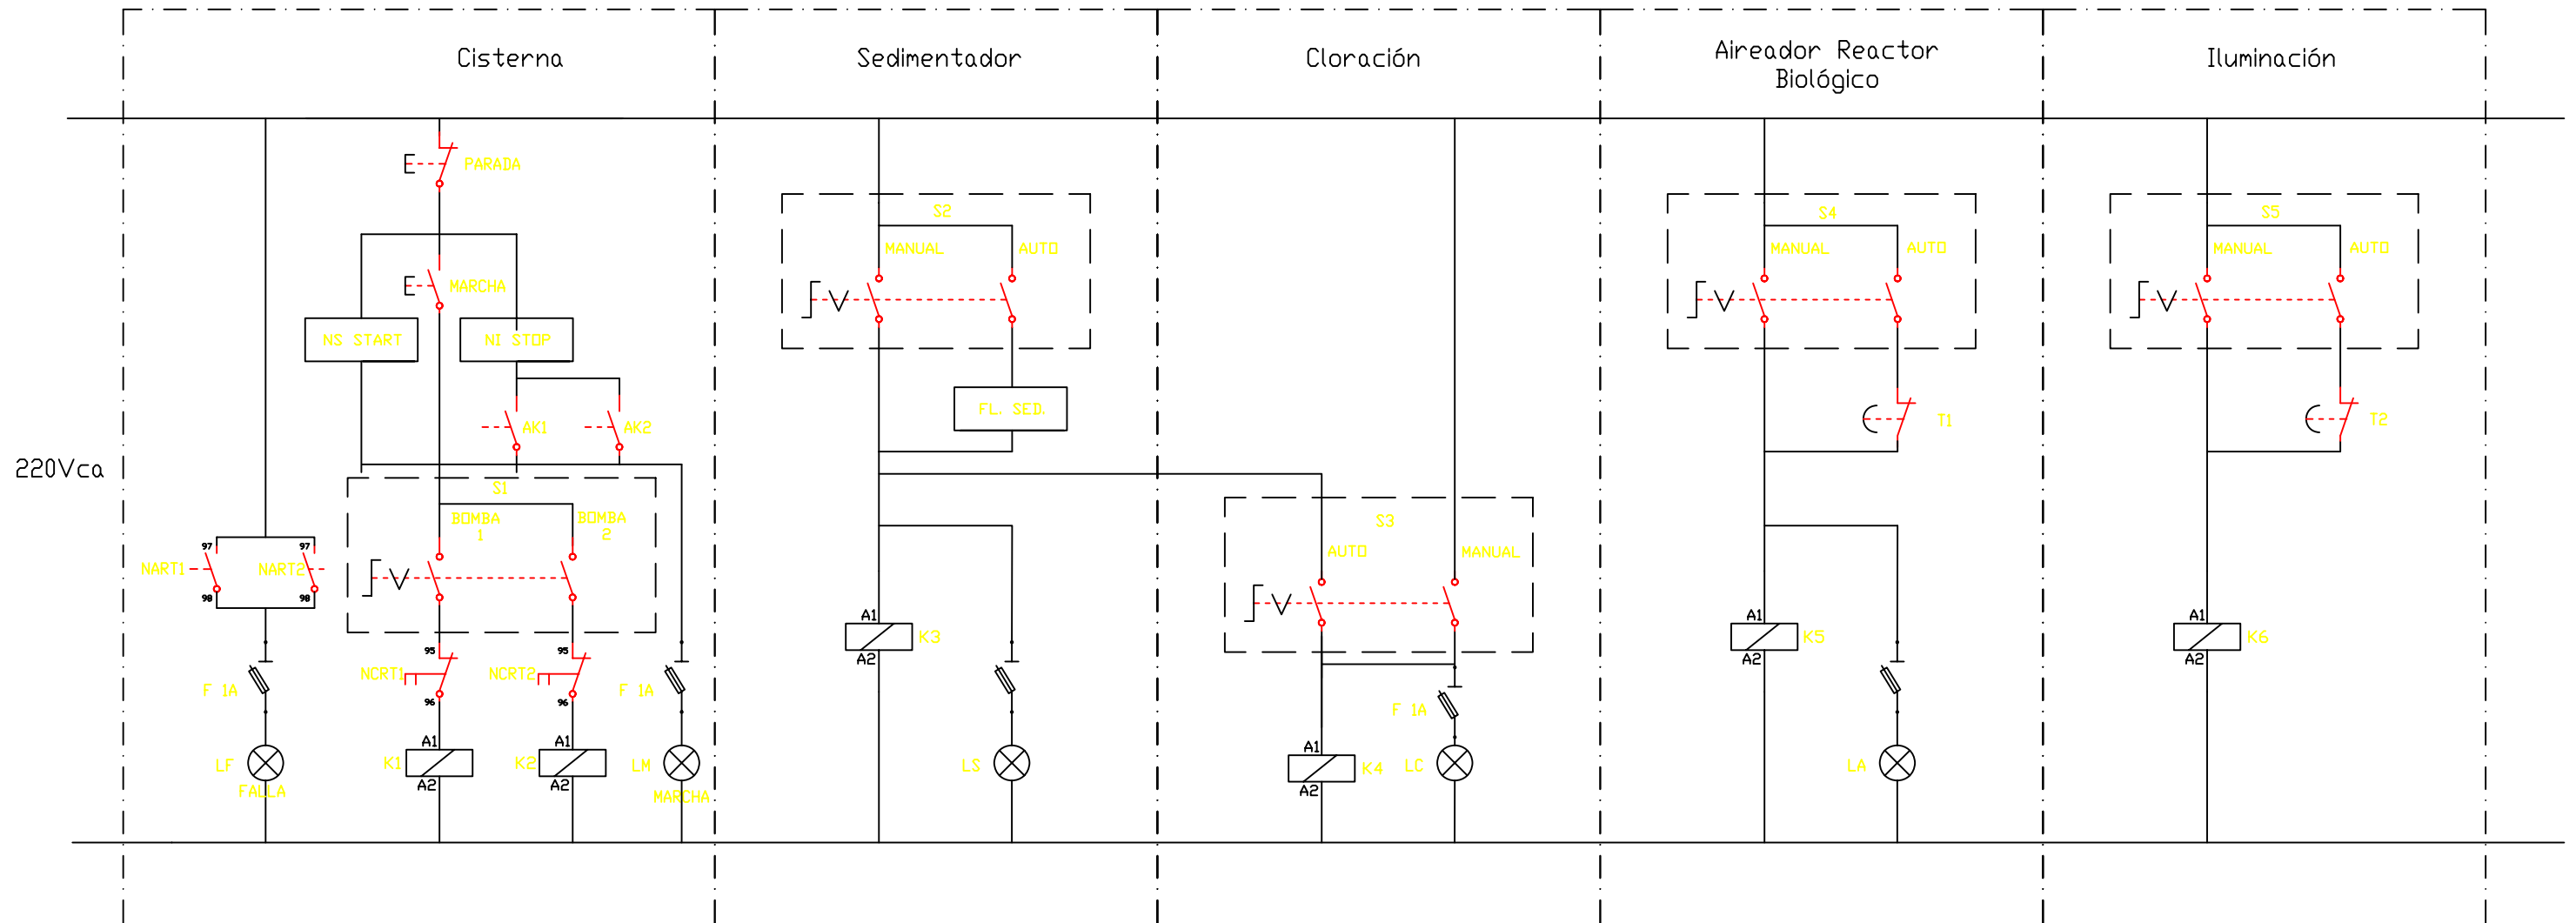 Cisterna
Sedimentador
Cloración
Aireador Reactor
Biológico
Iluminación
220Vca
PARADA
MARCHA
NS START
NI STOP
AK1
AK2
S1
BOMBA
1
BOMBA
2
97
NART1
98
97
NART2
98
95
NCRT1
96
95
NCRT2
96
F 1A
F 1A
LF
FALLA
A1
K1
A2
A1
K2
A2
LM
MARCHA
S2
MANUAL
AUTO
FL. SED.
A1
K3
A2
LS
S3
AUTO
MANUAL
F 1A
A1
K4
A2
LC
S4
MANUAL
AUTO
T1
A1
K5
A2
LA
S5
MANUAL
AUTO
T2
A1
K6
A2